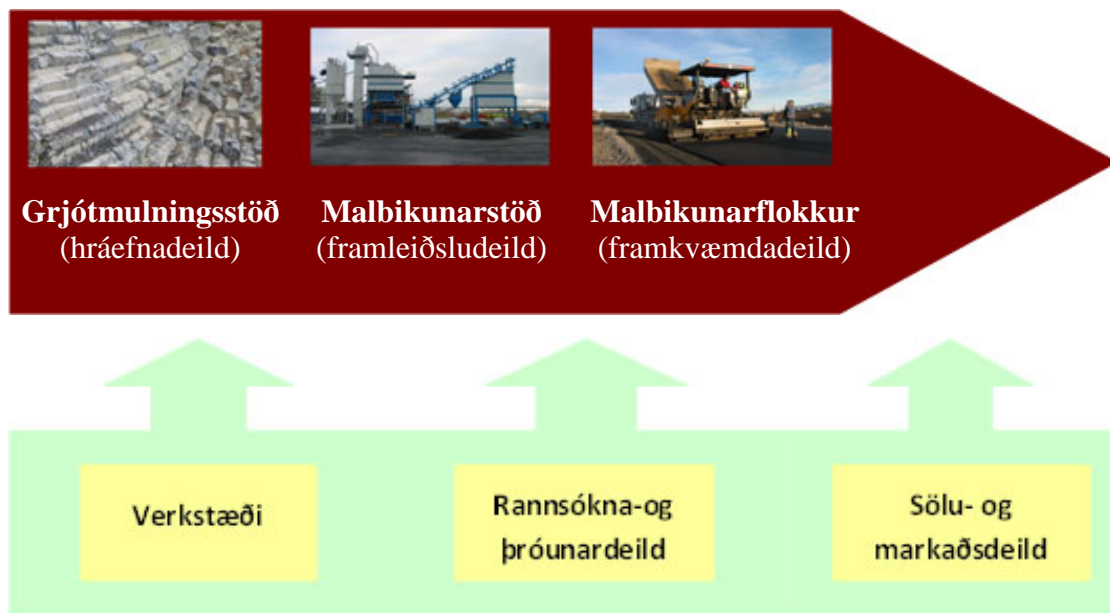 Grjótmulningsstöð
(hráefnadeild)
Malbikunarstöð
(framleiðsludeild)
Malbikunarflokkur
(framkvæmdadeild)
Verkstæði
Rannsókna-og
þróunardeild
Sölu- og
markaðsdeild